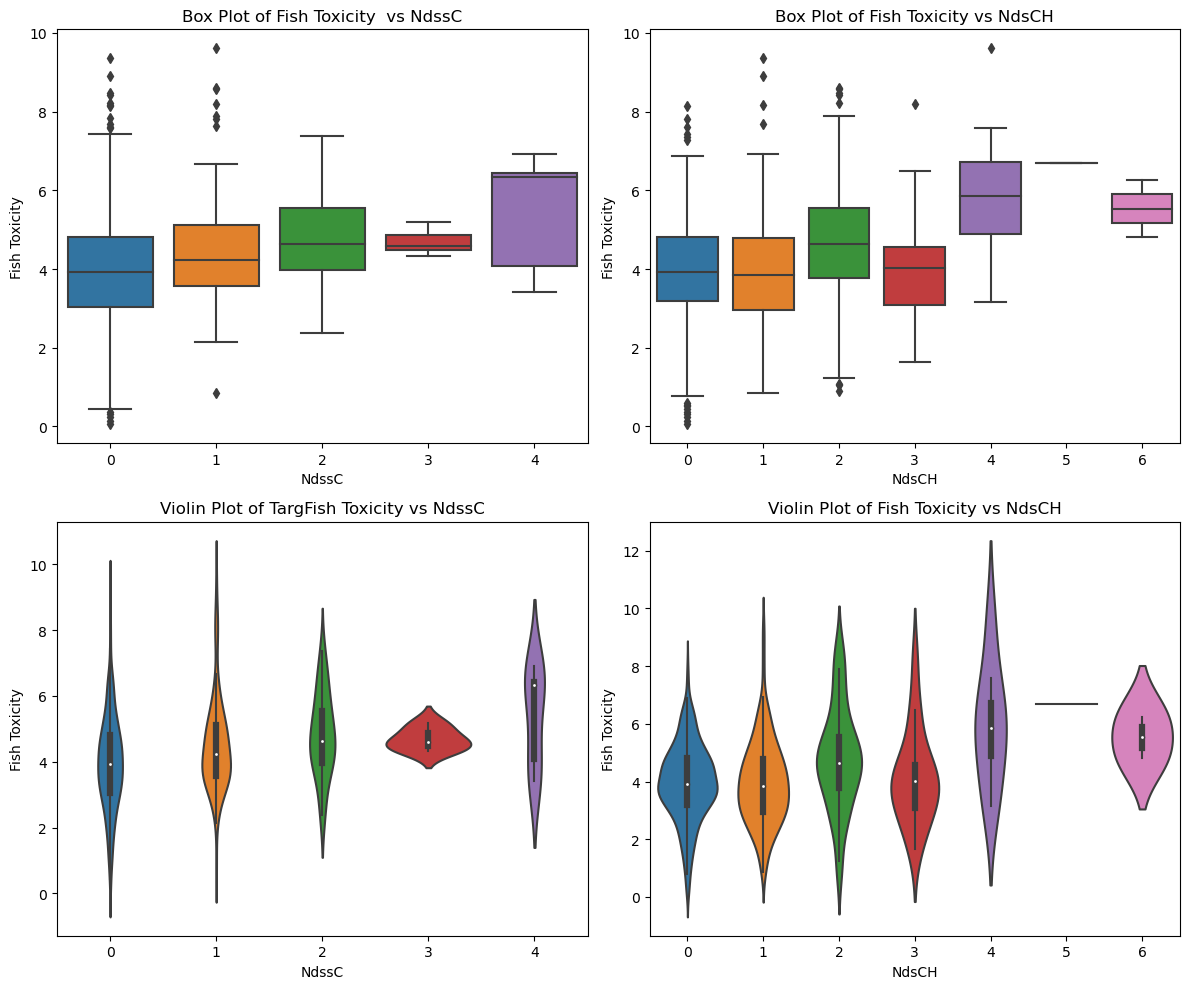 Box Plot of Fish Toxicity  vs NdssC
10
8
6
4
2
0
Fish Toxicity
0 1 2 3 4
NdssC
Box Plot of Fish Toxicity vs NdsCH
10
8
6
4
2
0
Fish Toxicity
0 1 2 3 4 5 6
NdsCH
Violin Plot of TargFish Toxicity vs NdssC
10
8
6
4
2
0
Fish Toxicity
0 1 2 3 4
NdssC
Violin Plot of Fish Toxicity vs NdsCH
12
10
8
6
4
2
0
Fish Toxicity
0 1 2 3 4 5 6
NdsCH